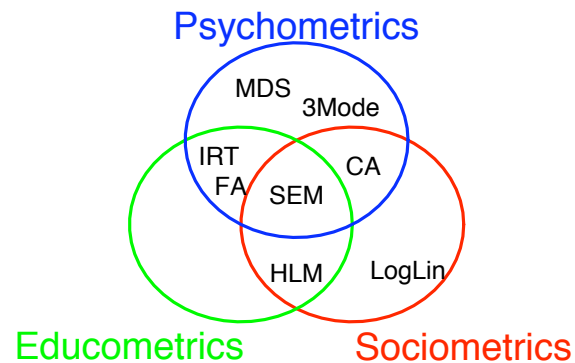 Psychometrics
MDS
3Mode
IRT
CA
FA
SEM
HLM
LogLin
Educometrics
Sociometrics